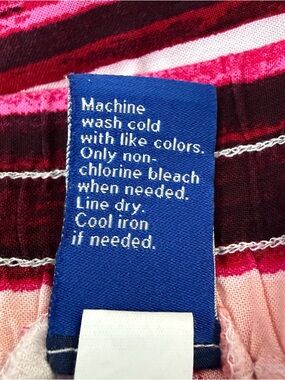 Machine
wash cold
with like colors.
Only non-
chlorine bleach
when needed.
Line dry.
Cool iron
if needed.